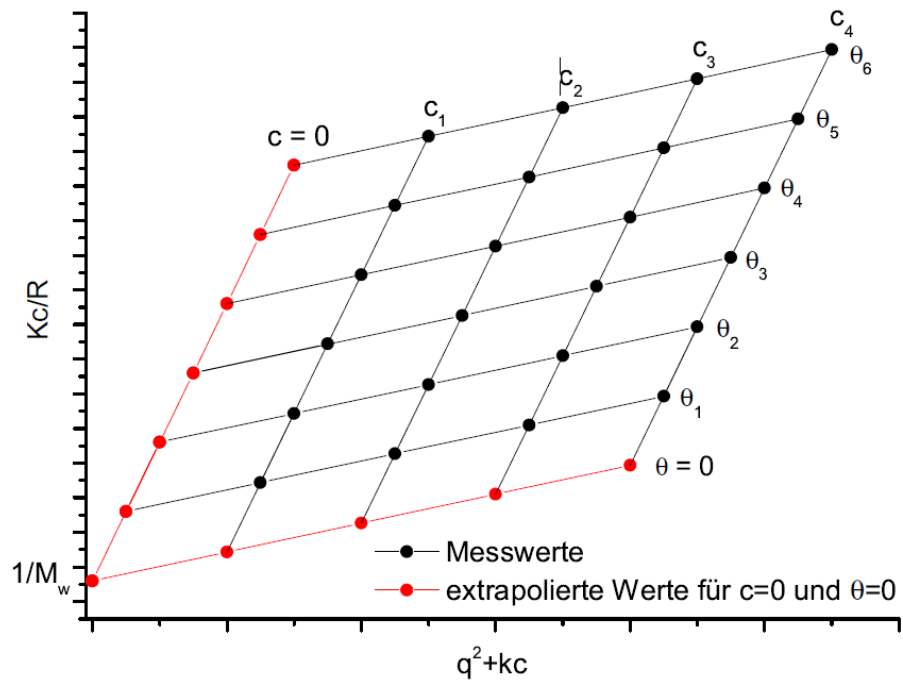 c₄
θ₆
c₃
c₂
c₁
c = 0
θ₅
θ₄
θ₃
θ₂
θ₁
θ = 0
Kc/R
1/M_w
Messwerte
extrapolierte Werte für c=0 und θ=0
q²+kc